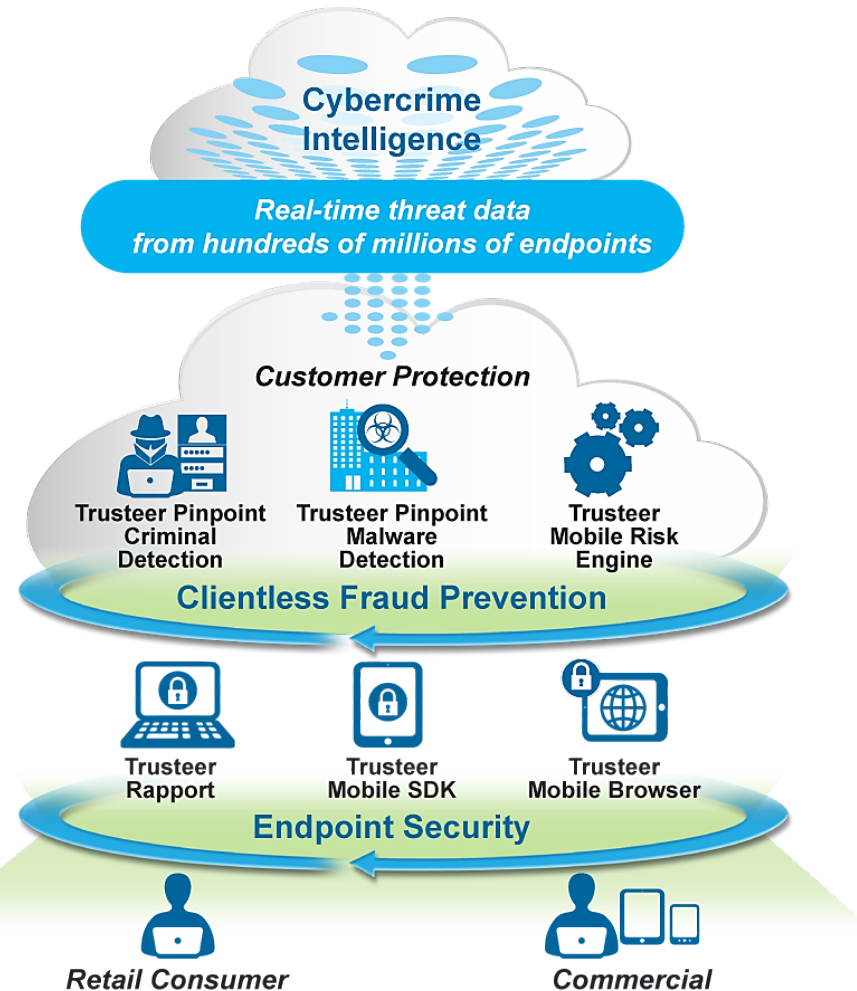 Cybercrime
Intelligence
Real-time threat data
from hundreds of millions of endpoints
Customer Protection
Trusteer Pinpoint
Criminal
Detection
Trusteer Pinpoint
Malware
Detection
Trusteer
Mobile Risk
Engine
Clientless Fraud Prevention
Trusteer
Rapport
Trusteer
Mobile SDK
Trusteer
Mobile Browser
Endpoint Security
Retail Consumer
Commercial